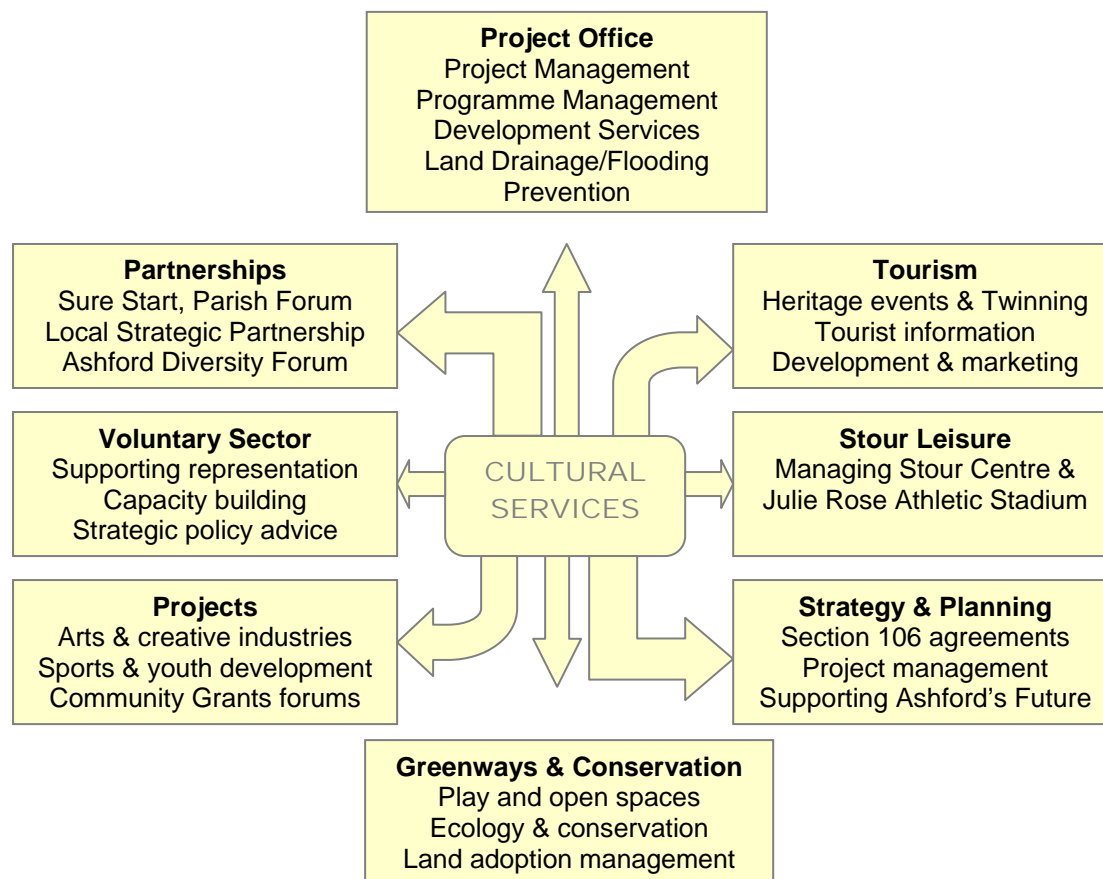 Project Office
Project Management
Programme Management
Development Services
Land Drainage/Flooding
Prevention
Partnerships
Sure Start, Parish Forum
Local Strategic Partnership
Ashford Diversity Forum
Tourism
Heritage events & Twinning
Tourist information
Development & marketing
Voluntary Sector
Supporting representation
Capacity building
Strategic policy advice
CULTURAL
SERVICES
Stour Leisure
Managing Stour Centre &
Julie Rose Athletic Stadium
Projects
Arts & creative industries
Sports & youth development
Community Grants forums
Strategy & Planning
Section 106 agreements
Project management
Supporting Ashford's Future
Greenways & Conservation
Play and open spaces
Ecology & conservation
Land adoption management